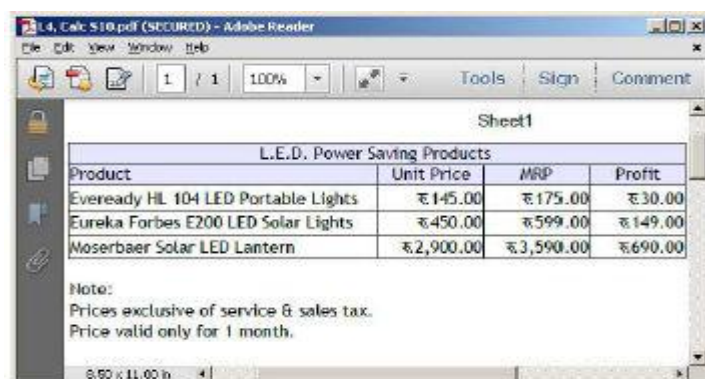 L4, Calc S10.pdf (SECURED) - Adobe Reader
File Edit View Window Help
1 / 1 100% Tools Sign Comment
Sheet1
L.E.D. Power Saving Products
Product Unit Price MRP Profit
Eveready HL 104 LED Portable Lights ₹145.00 ₹175.00 ₹30.00
Eureka Forbes E200 LED Solar Lights ₹450.00 ₹599.00 ₹149.00
Moserbaer Solar LED Lantern ₹2,900.00 ₹3,590.00 ₹690.00
Note:
Prices exclusive of service & sales tax.
Price valid only for 1 month.
8.50 x 11.00 in